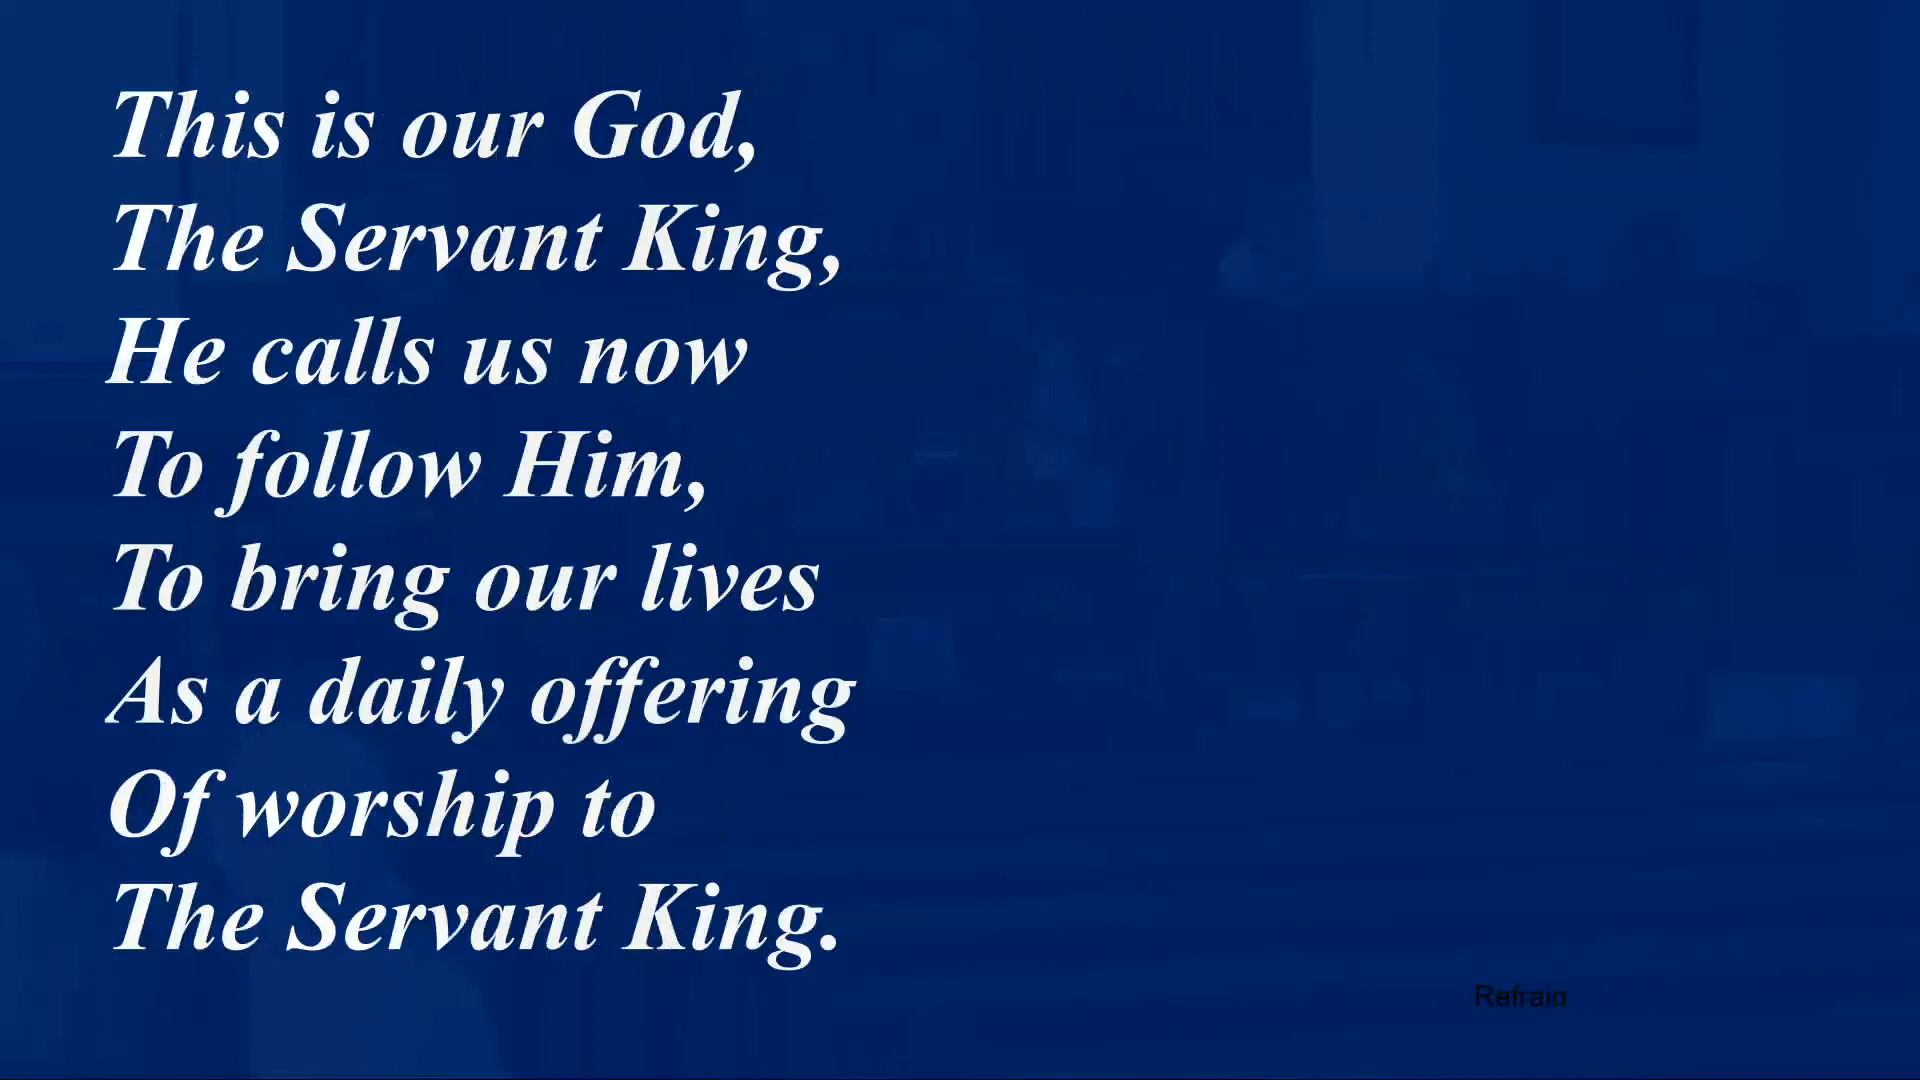 This is our God,
The Servant King,
He calls us now
To follow Him,
To bring our lives
As a daily offering
Of worship to
The Servant King.
Refrain